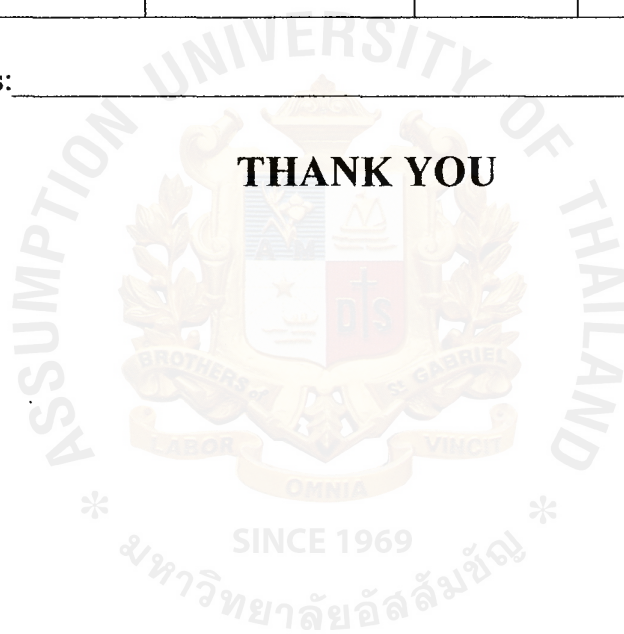 s:
THANK YOU
ASSUMPTION UNIVERSITY OF THAILAND
A M
D S
BROTHERS of St GABRIEL
LABOR OMNIA VINCIT
* SINCE 1969 *
มหาวิทยาลัยอัสสัมชัญ